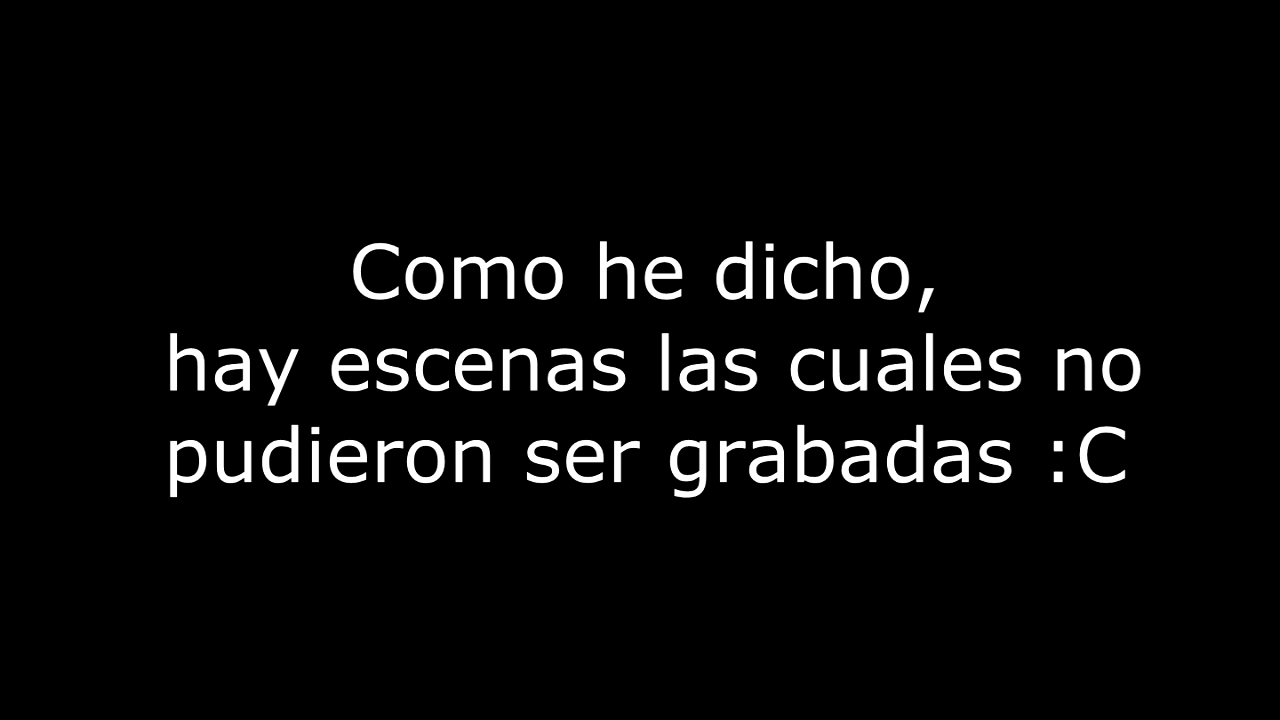 Como he dicho,
hay escenas las cuales no
pudieron ser grabadas :C